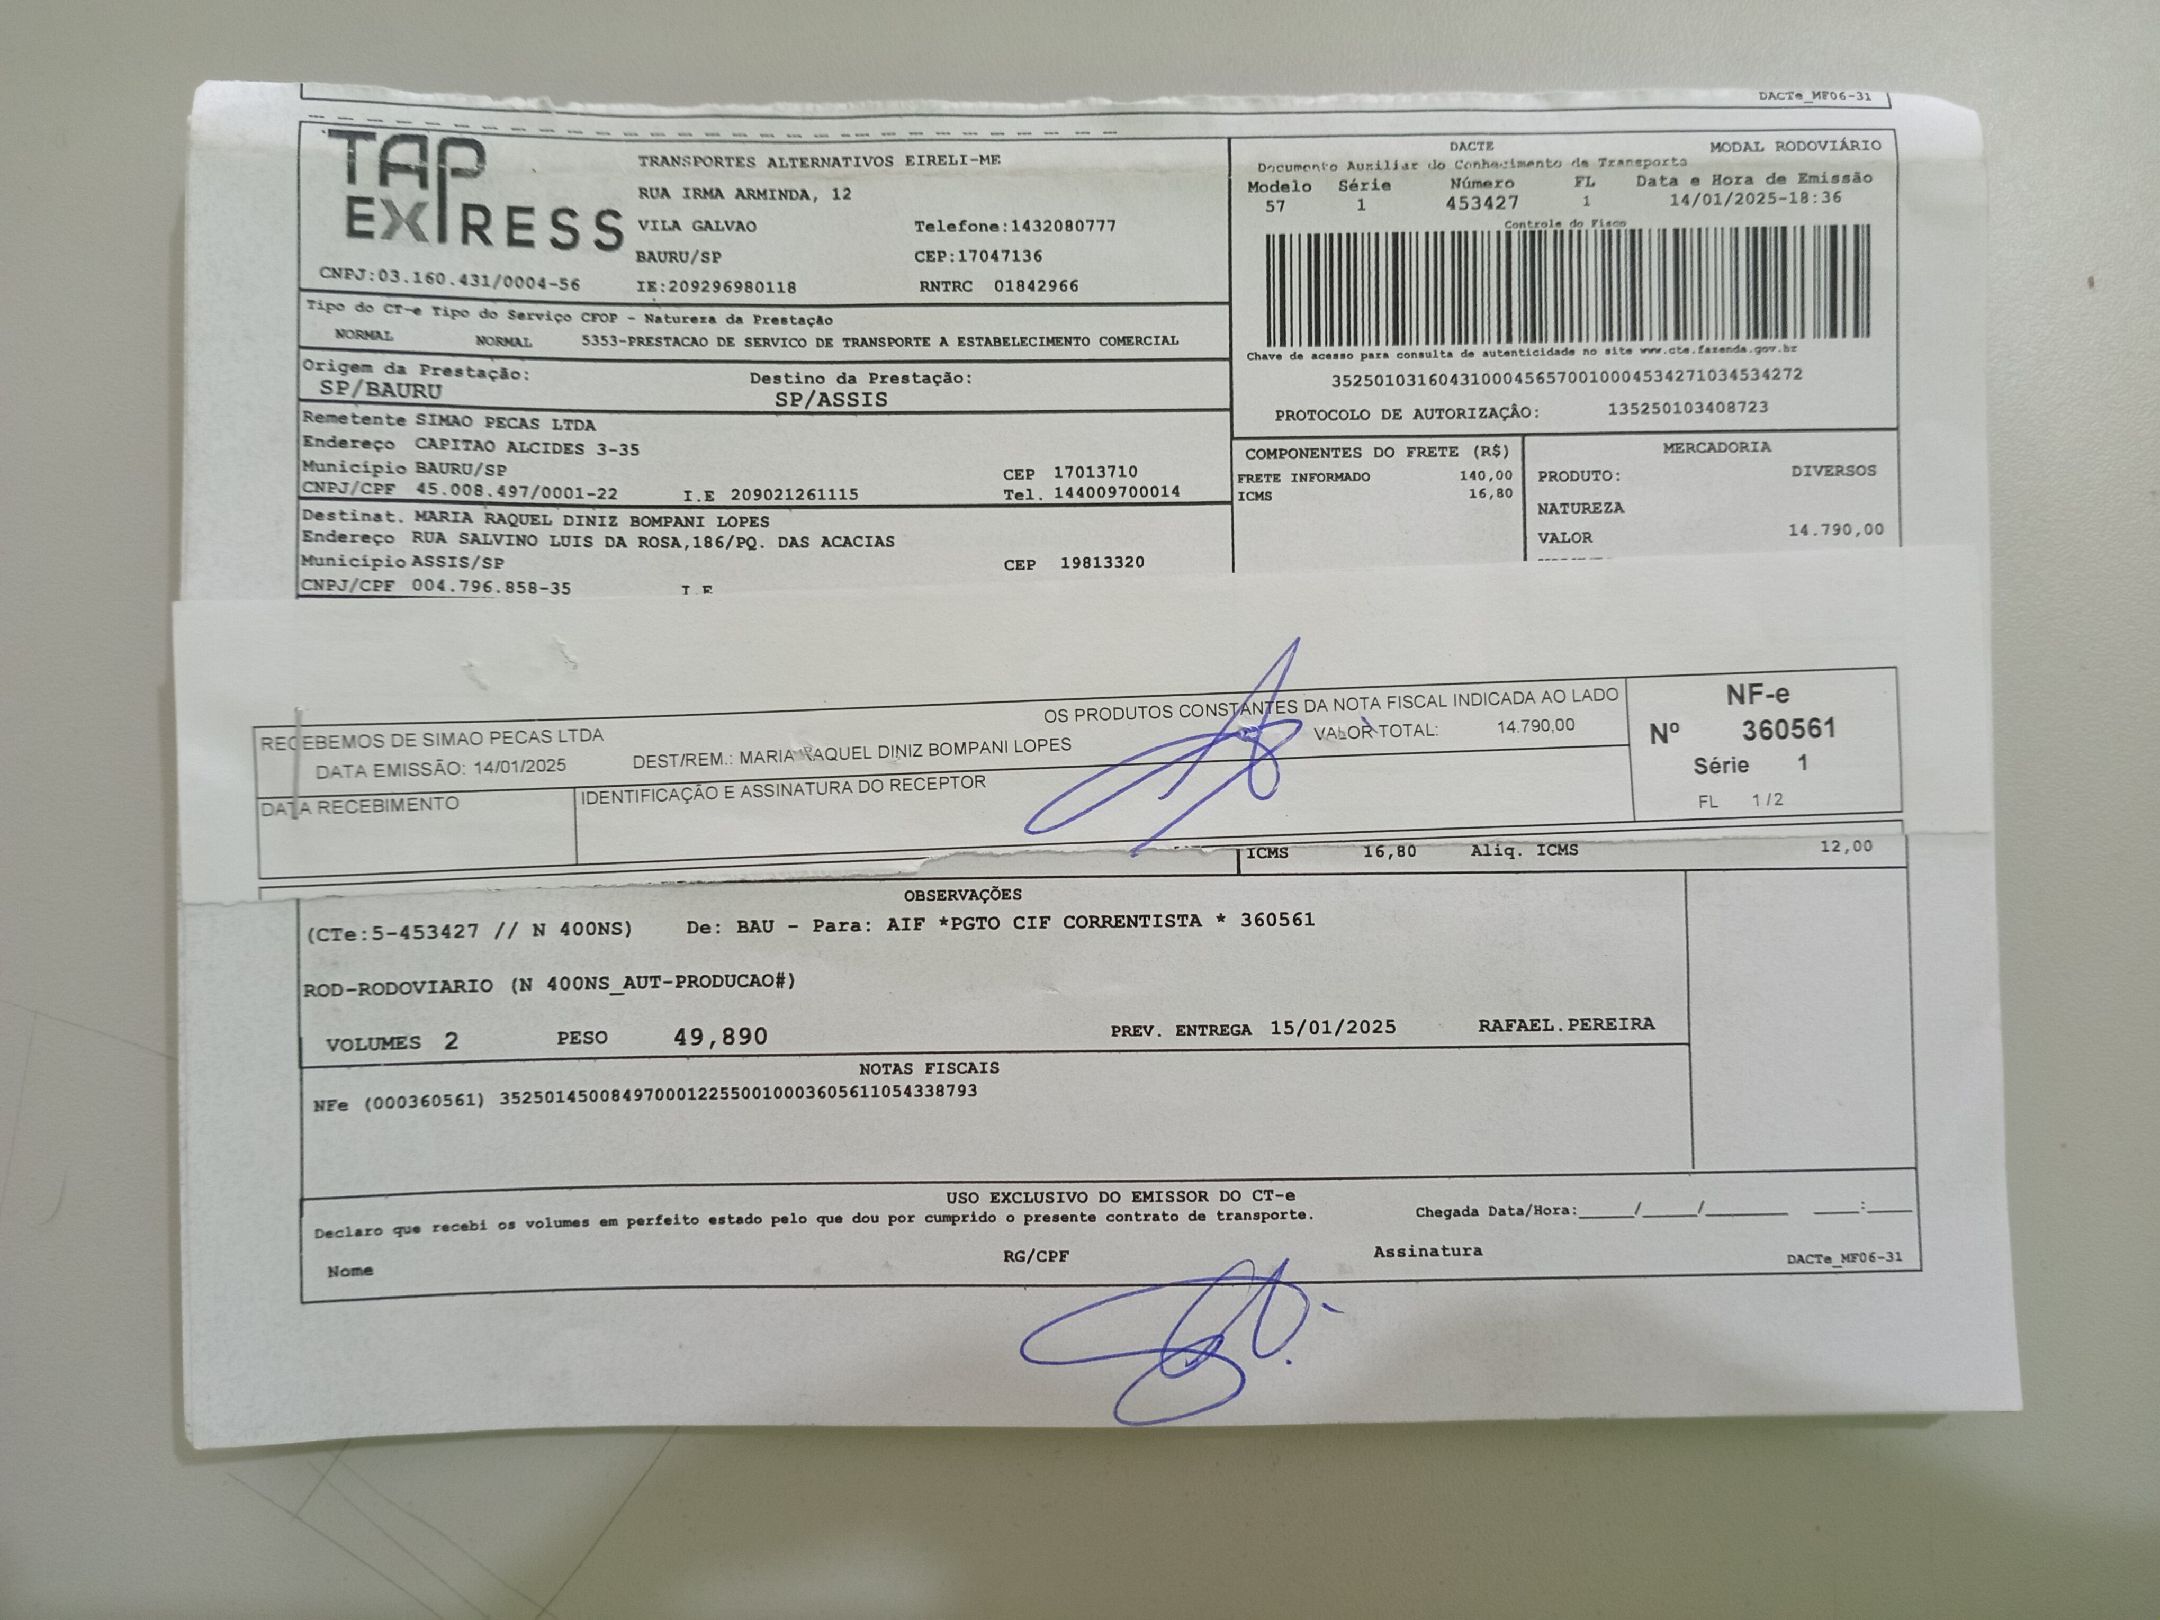 DACTe_MF06-31
TAP EXPRESS
CNPJ:03.160.431/0004-56
TRANSPORTES ALTERNATIVOS EIRELI-ME
RUA IRMA ARMINDA, 12
VILA GALVAO Telefone:1432080777
BAURU/SP CEP:17047136
IE:209296980118 RNTRC 01842966
DACTE MODAL RODOVIÁRIO
Documento Auxiliar do Conhecimento de Transporte
Modelo Série Número FL Data e Hora de Emissão
57 1 453427 1 14/01/2025-18:36
Controle do Fisco
Chave de acesso para consulta de autenticidade no site www.cte.fazenda.gov.br
35250103160431000456570010004534271034534272
PROTOCOLO DE AUTORIZAÇÂO: 135250103408723
Tipo do CT-e Tipo do Serviço CFOP - Natureza da Prestação
NORMAL NORMAL 5353-PRESTACAO DE SERVICO DE TRANSPORTE A ESTABELECIMENTO COMERCIAL
Origem da Prestação: Destino da Prestação:
SP/BAURU SP/ASSIS
Remetente SIMAO PECAS LTDA
Endereço CAPITAO ALCIDES 3-35
Município BAURU/SP CEP 17013710
CNPJ/CPF 45.008.497/0001-22 I.E 209021261115 Tel. 144009700014
Destinat. MARIA RAQUEL DINIZ BOMPANI LOPES
Endereço RUA SALVINO LUIS DA ROSA,186/PQ. DAS ACACIAS
Município ASSIS/SP CEP 19813320
CNPJ/CPF 004.796.858-35 I.E
COMPONENTES DO FRETE (R$)
FRETE INFORMADO 140,00
ICMS 16,80
MERCADORIA
PRODUTO: DIVERSOS
NATUREZA
VALOR 14.790,00
RECEBEMOS DE SIMAO PECAS LTDA OS PRODUTOS CONSTANTES DA NOTA FISCAL INDICADA AO LADO
DATA EMISSÃO: 14/01/2025 DEST/REM.: MARIA RAQUEL DINIZ BOMPANI LOPES VALOR TOTAL: 14.790,00
DATA RECEBIMENTO IDENTIFICAÇÃO E ASSINATURA DO RECEPTOR
NF-e
Nº 360561
Série 1
FL 1/2
ICMS 16,80 Aliq. ICMS 12,00
OBSERVAÇÕES
(CTe:5-453427 // N 400NS) De: BAU - Para: AIF *PGTO CIF CORRENTISTA * 360561
ROD-RODOVIARIO (N 400NS_AUT-PRODUCAO#)
VOLUMES 2 PESO 49,890 PREV. ENTREGA 15/01/2025 RAFAEL.PEREIRA
NOTAS FISCAIS
NFe (000360561) 35250145008497000122550010003605611054338793
USO EXCLUSIVO DO EMISSOR DO CT-e
Declaro que recebi os volumes em perfeito estado pelo que dou por cumprido o presente contrato de transporte. Chegada Data/Hora:_____/_____/_______ ____:____
Nome RG/CPF Assinatura DACTe_MF06-31